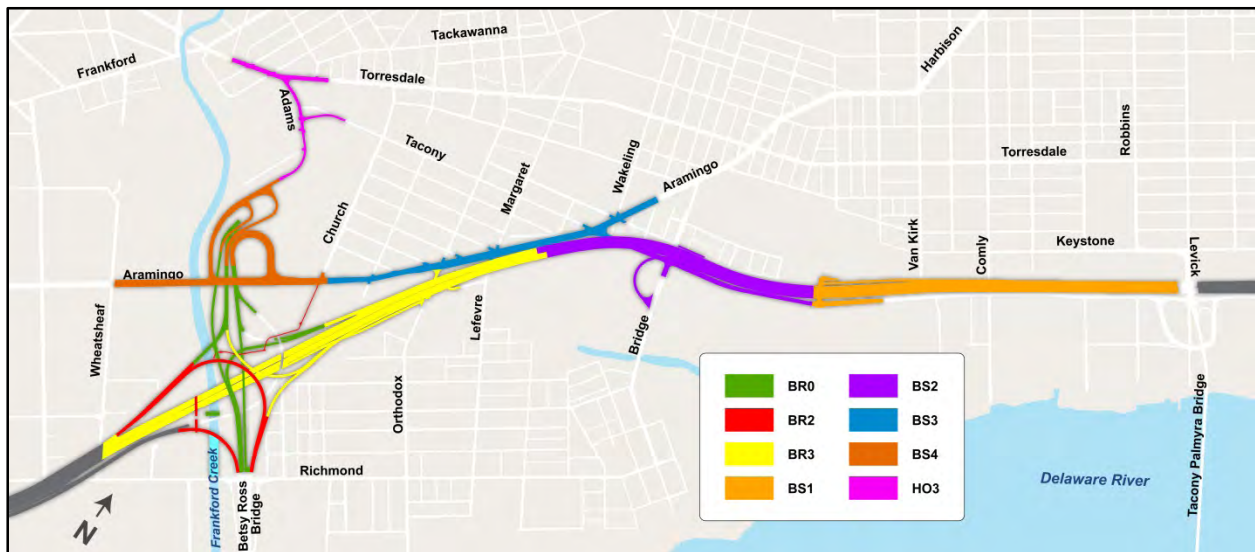 Tackawanna
Frankford
Harbison
Torresdale
Adams
Robbins
Tacony
Torresdale
Wakeling
Margaret
Aramingo
Church
Van Kirk
Comly
Keystone
Levick
Aramingo
Wheatsheaf
Lefevre
Bridge
Orthodox
BR0
BS2
BR2
BS3
BR3
BS4
BS1
HO3
Richmond
Frankford Creek
Betsy Ross
Bridge
Delaware River
Tacony Palmyra Bridge
N